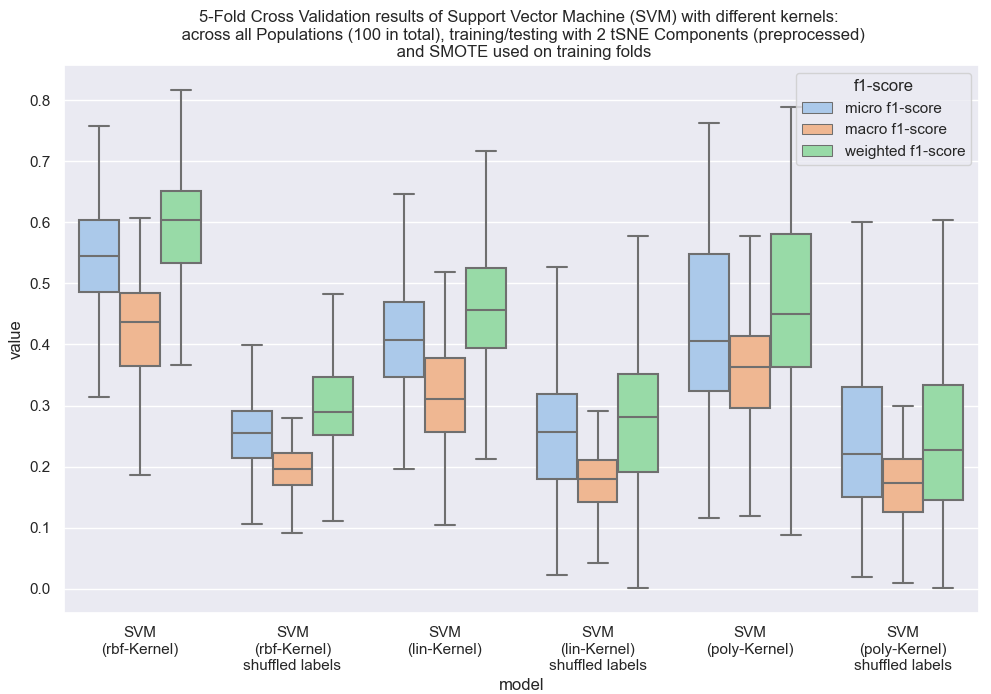 5-Fold Cross Validation results of Support Vector Machine (SVM) with different kernels:
across all Populations (100 in total), training/testing with 2 tSNE Components (preprocessed)
and SMOTE used on training folds
f1-score
micro f1-score
macro f1-score
weighted f1-score
value
0.8
0.7
0.6
0.5
0.4
0.3
0.2
0.1
0.0
SVM
(rbf-Kernel)
SVM
(rbf-Kernel)
shuffled labels
SVM
(lin-Kernel)
SVM
(lin-Kernel)
shuffled labels
SVM
(poly-Kernel)
SVM
(poly-Kernel)
shuffled labels
model